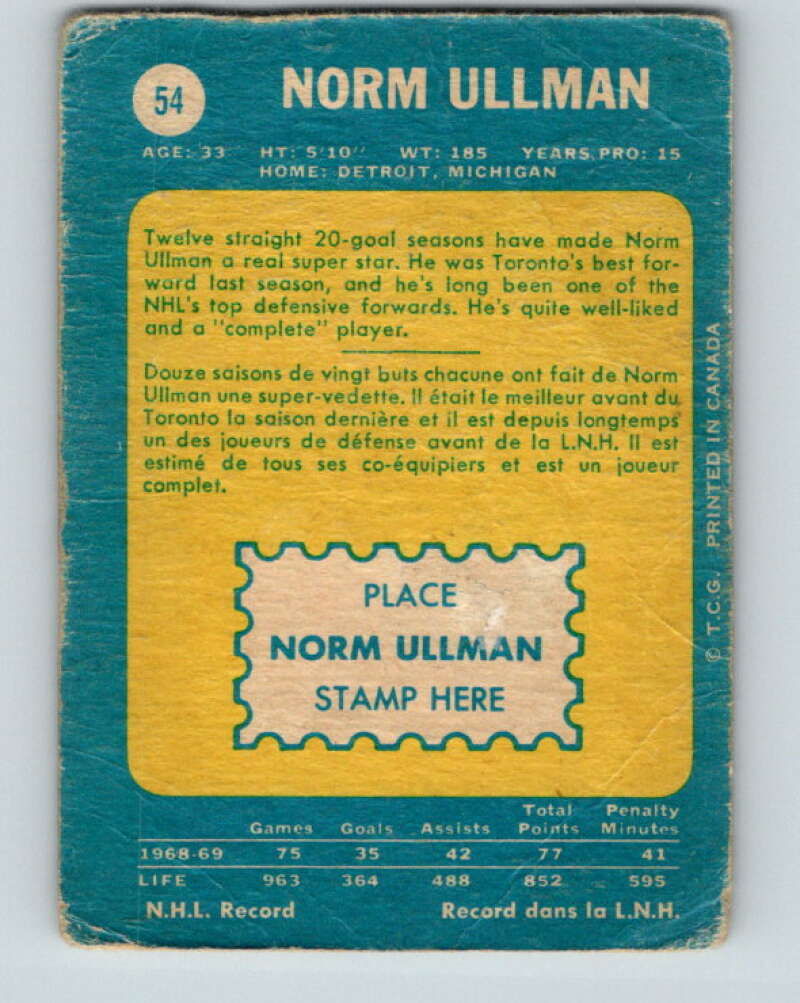 54
NORM ULLMAN
AGE: 33 HT: 5'10" WT: 185 YEARS PRO: 15
HOME: DETROIT, MICHIGAN
Twelve straight 20-goal seasons have made Norm
Ullman a real super star. He was Toronto's best for-
ward last season, and he's long been one of the
NHL's top defensive forwards. He's quite well-liked
and a "complete" player.
Douze saisons de vingt buts chacune ont fait de Norm
Ullman une super-vedette. Il était le meilleur avant du
Toronto la saison dernière et il est depuis longtemps
un des joueurs de défense avant de la L.N.H. Il est
estimé de tous ses co-équipiers et est un joueur
complet.
PLACE
NORM ULLMAN
STAMP HERE
© T.C.G. PRINTED IN CANADA
Total Penalty
Games Goals Assists Points Minutes
1968-69 75 35 42 77 41
LIFE 963 364 488 852 595
N.H.L. Record Record dans la L.N.H.